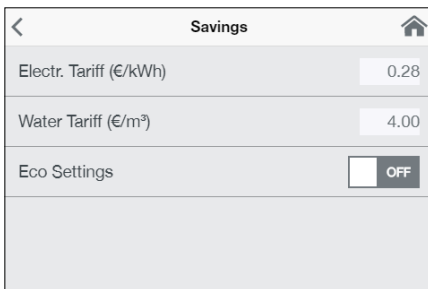 Savings
Electr. Tariff (€/kWh) 0.28
Water Tariff (€/m³) 4.00
Eco Settings OFF